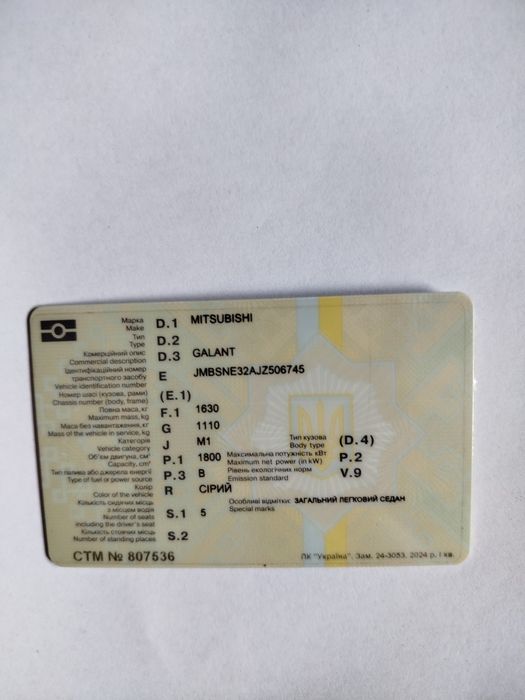 Марка D.1 MITSUBISHI
Make
Тип D.2
Type
Комерційний опис D.3 GALANT
Commercial description
Ідентифікаційний номер
транспортного засобу E JMBSNE32AJZ506745
Vehicle identification number
Номер шасі (кузова, рами) (E.1)
Chassis number (body, frame)
Повна маса, кг F.1 1630
Maximum mass, kg
Маса без навантаження, кг G 1110
Mass of the vehicle in service, kg
Категорія J M1 Тип кузова (D.4)
Vehicle category Body type
Об'єм двигуна, см³ P.1 1800 Максимальна потужність кВт P.2
Capacity, cm³ Maximum net power (in kW)
Тип палива або джерела енергії P.3 B Рівень екологічних норм V.9
Type of fuel or power source Emission standard
Колір R СІРИЙ
Color of the vehicle
Кількість сидячих місць Особливі відмітки: ЗАГАЛЬНИЙ ЛЕГКОВИЙ СЕДАН
з місцем водія S.1 5 Special marks
Number of seats
including the driver's seat
Кількість стоячих місць S.2
Number of standing places
СТМ № 807536 ПК "Україна". Зам. 24-3053. 2024 р. І кв.